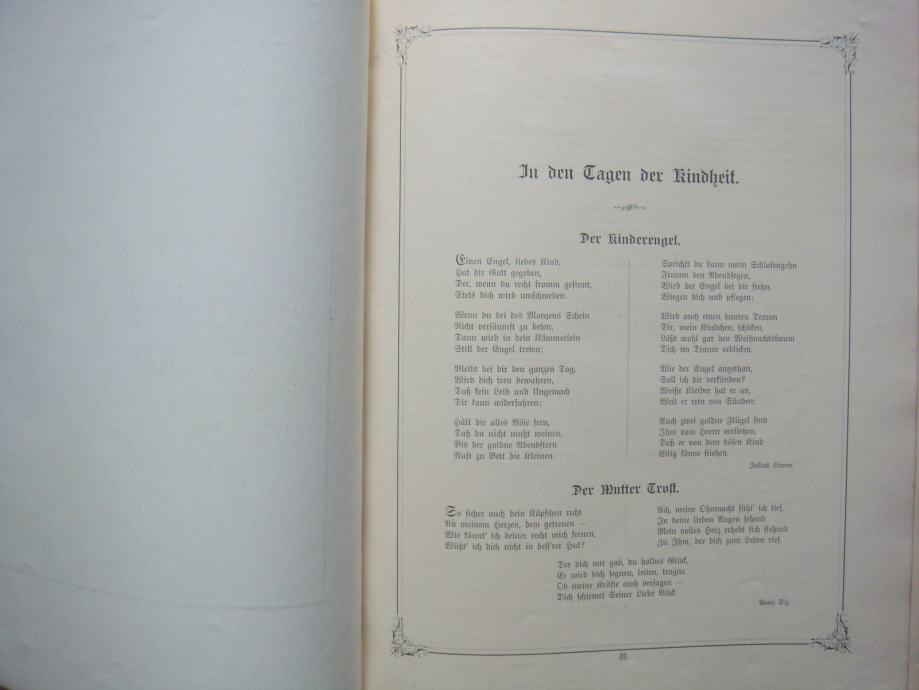 In den Tagen der Kindheit.
Der Kinderengel.
Einen Engel, liebes Kind,
Hat dir Gott gegeben,
Der, wenn du recht fromm gesinnt,
Stets dich wird umschweben.
Wenn du bei des Morgens Schein
Nicht versäumst zu beten,
Dann wird in dein Kämmerlein
Still der Engel treten;
Bleibt bei dir den ganzen Tag,
Wird dich treu bewahren,
Daß kein Leid und Ungemach
Dir kann widerfahren;
Hält dir alles Böse fern,
Daß du nicht mußt weinen,
Bis der goldne Abendstern
Ruft zu Bett die Kleinen.
Sprichst du dann vorm Schlafengehn
Fromm den Abendsegen,
Wird der Engel bei dir stehn,
Wiegen dich und pflegen;
Wird auch einen bunten Traum
Dir, mein Kindchen, schicken,
Läßt wohl gar den Weihnachtsbaum
Dich im Traum erblicken.
Wie der Engel angethan,
Soll ich dir verkünden?
Weiße Kleider hat er an,
Weil er rein von Sünden;
Auch zwei goldne Flügel sind
Ihm vom Herrn verliehen,
Daß er von dem bösen Kind
Eilig könne fliehen.
Julius Sturm.
Der Mutter Trost.
So sicher auch dein Köpfchen ruht
An meinem Herzen, dem getreuen —
Wie könnt' ich deiner recht mich freuen,
Wüßt' ich dich nicht in bess'rer Hut?
Ach, meine Ohnmacht fühl' ich tief,
In deine lieben Augen sehend,
Mein volles Herz erhebt sich flehend
Zu Ihm, der dich zum Leben rief.
Der dich mir gab, du holdes Glück,
Er wird dich segnen, leiten, tragen.
Ob meine Kräfte auch versagen —
Dich schirmet Seiner Liebe Blick.
Anna